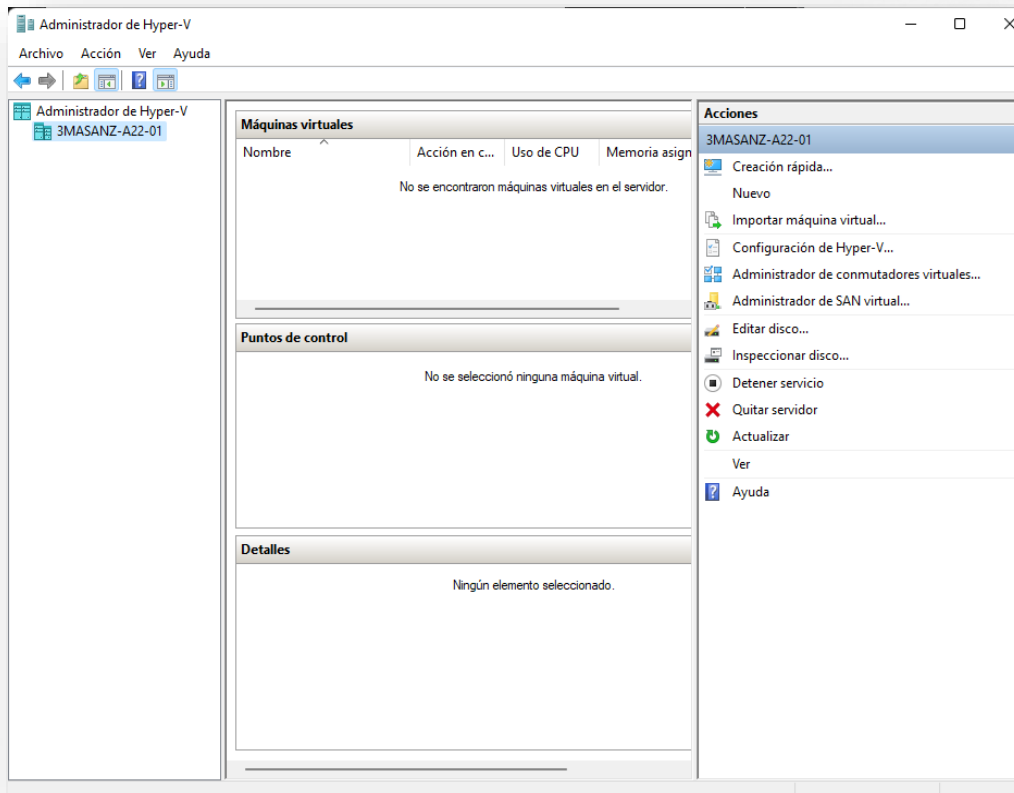 Administrador de Hyper-V
Archivo Acción Ver Ayuda
Administrador de Hyper-V
3MASANZ-A22-01
Máquinas virtuales
Nombre Acción en c... Uso de CPU Memoria asign
No se encontraron máquinas virtuales en el servidor.
Puntos de control
No se seleccionó ninguna máquina virtual.
Detalles
Ningún elemento seleccionado.
Acciones
3MASANZ-A22-01
Creación rápida...
Nuevo
Importar máquina virtual...
Configuración de Hyper-V...
Administrador de conmutadores virtuales...
Administrador de SAN virtual...
Editar disco...
Inspeccionar disco...
Detener servicio
Quitar servidor
Actualizar
Ver
Ayuda